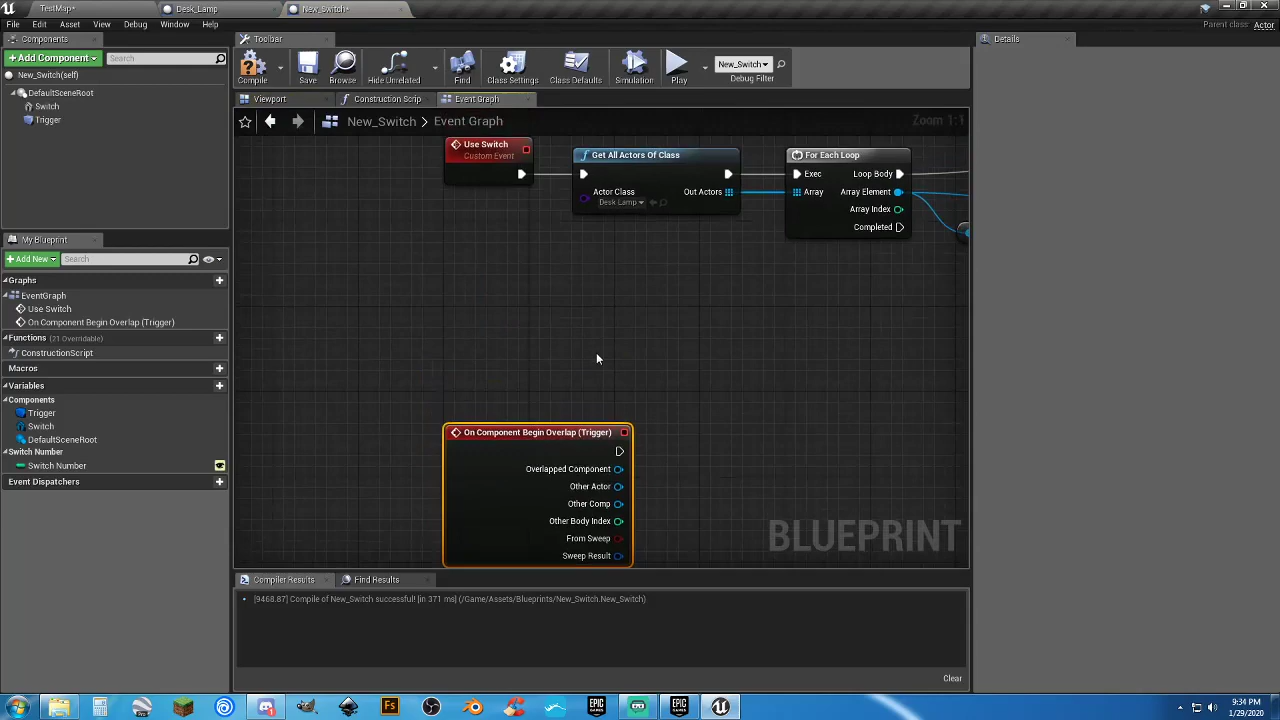 TestMap*
Desk_Lamp
New_Switch*
File
Edit
Asset
View
Debug
Window
Help
Parent class: Actor
Components
Toolbar
Details
+Add Component
Search
Compile
Save
Browse
Hide Unrelated
Find
Class Settings
Class Defaults
Simulation
Play
New_Switch
Debug Filter
New_Switch(self)
DefaultSceneRoot
Switch
Trigger
Viewport
Construction Scrip
Event Graph
New_Switch > Event Graph
Zoom 1:1
Use Switch
Custom Event
Get All Actors Of Class
Actor Class
Desk Lamp
Out Actors
For Each Loop
Exec
Loop Body
Array
Array Element
Array Index
Completed
My Blueprint
+Add New
Search
Graphs
EventGraph
Use Switch
On Component Begin Overlap (Trigger)
Functions (21 Overridable)
ConstructionScript
Macros
Variables
Components
Trigger
Switch
DefaultSceneRoot
Switch Number
Switch Number
Event Dispatchers
On Component Begin Overlap (Trigger)
Overlapped Component
Other Actor
Other Comp
Other Body Index
From Sweep
Sweep Result
BLUEPRINT
Compiler Results
Find Results
[9468.87] Compile of New_Switch successful! [in 371 ms] (/Game/Assets/Blueprints/New_Switch.New_Switch)
Clear
Fs
EPIC GAMES
EPIC GAMES
9:34 PM
1/29/2020